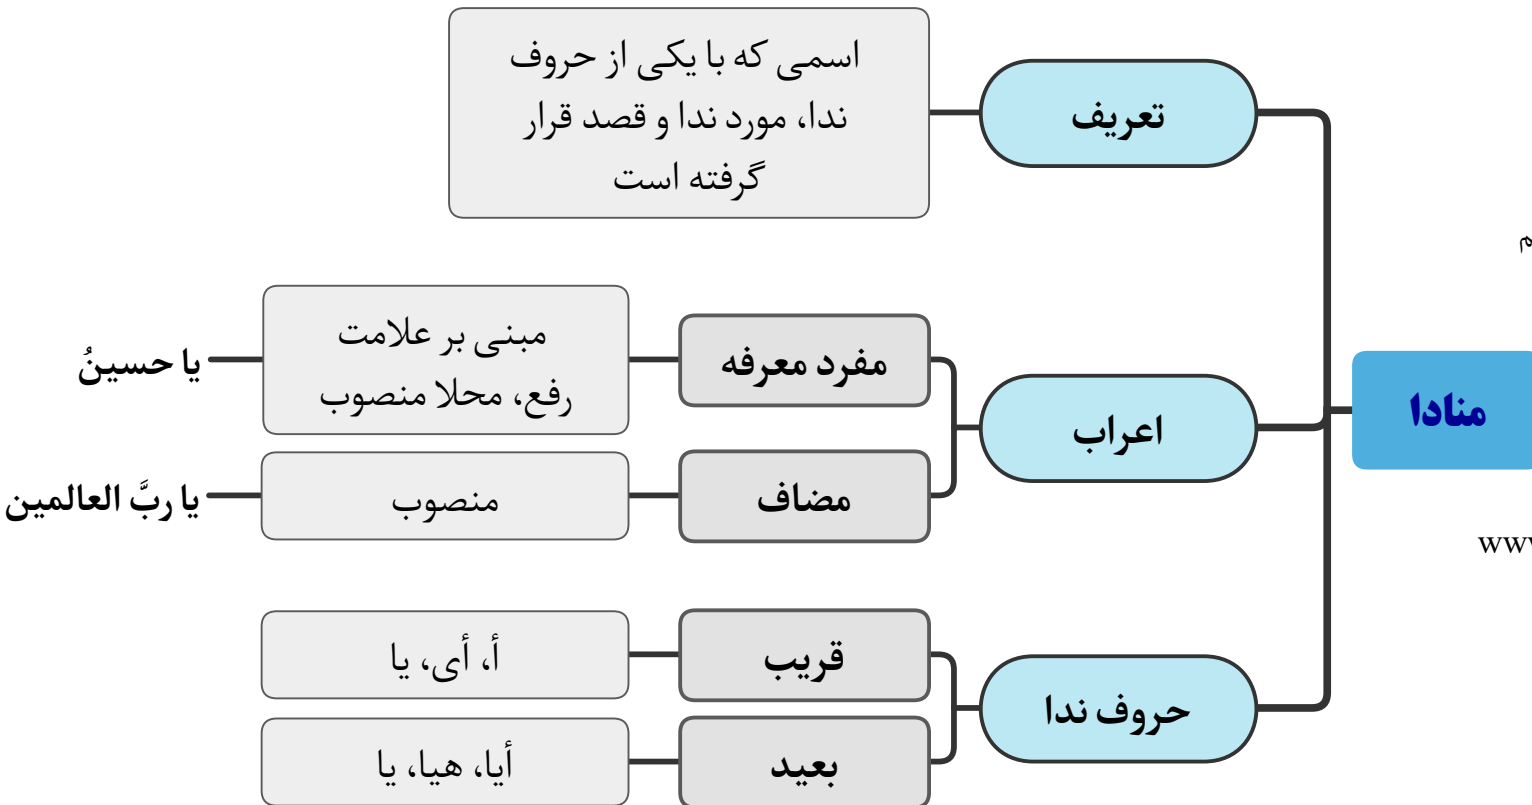 منادا
تعریف
اسمی که با یکی از حروف
ندا، مورد ندا و قصد قرار
گرفته است
اعراب
مفرد معرفه
مبنی بر علامت
رفع، محلا منصوب
یا حسینُ
مضاف
منصوب
یا ربَّ العالمین
حروف ندا
قریب
أ، أی، یا
بعید
أیا، هیا، یا